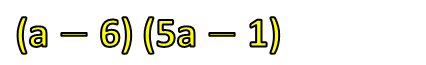 (a – 6) (5a – 1)